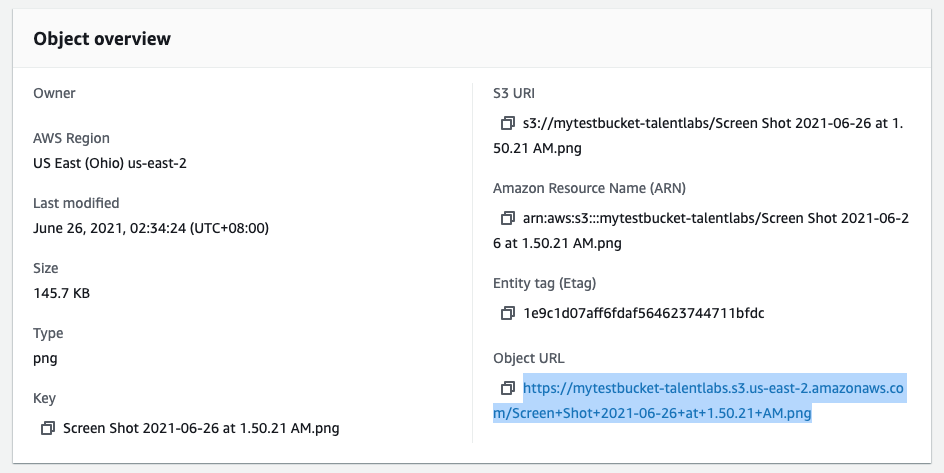 Object overview
Owner
AWS Region
US East (Ohio) us-east-2
Last modified
June 26, 2021, 02:34:24 (UTC+08:00)
Size
145.7 KB
Type
png
Key
Screen Shot 2021-06-26 at 1.50.21 AM.png
S3 URI
s3://mytestbucket-talentlabs/Screen Shot 2021-06-26 at 1.
50.21 AM.png
Amazon Resource Name (ARN)
arn:aws:s3:::mytestbucket-talentlabs/Screen Shot 2021-06-2
6 at 1.50.21 AM.png
Entity tag (Etag)
1e9c1d07aff6fdaf564623744711bfdc
Object URL
https://mytestbucket-talentlabs.s3.us-east-2.amazonaws.co
m/Screen+Shot+2021-06-26+at+1.50.21+AM.png